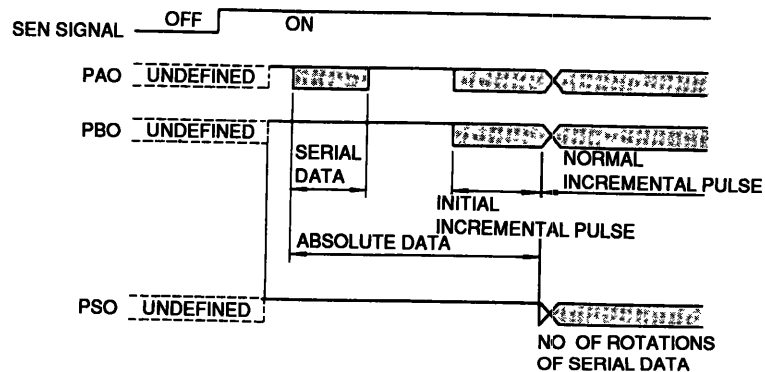 SEN SIGNAL OFF ON
PAO UNDEFINED
PBO UNDEFINED
SERIAL
DATA
NORMAL
INCREMENTAL PULSE
INITIAL
INCREMENTAL PULSE
ABSOLUTE DATA
PSO UNDEFINED
NO OF ROTATIONS
OF SERIAL DATA